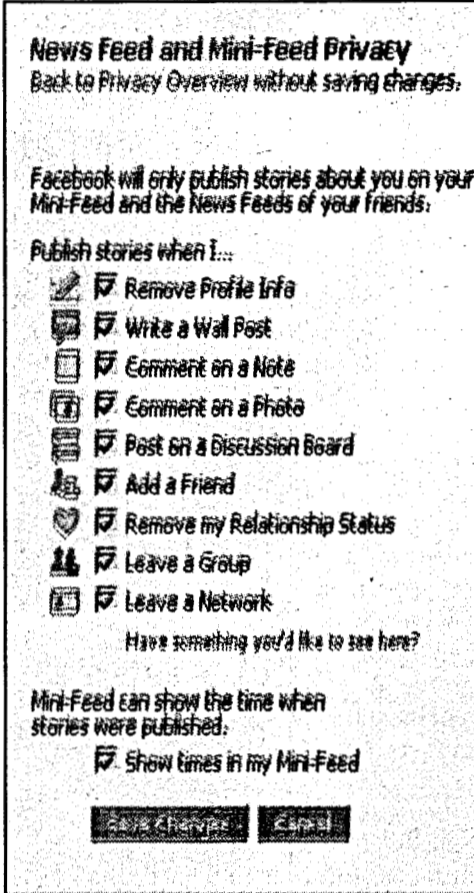 News Feed and Mini-Feed Privacy
Back to Privacy Overview without saving changes.
Facebook will only publish stories about you on your
Mini-Feed and the News Feeds of your friends.
Publish stories when I...
Remove Profile Info
Write a Wall Post
Comment on a Note
Comment on a Photo
Post on a Discussion Board
Add a Friend
Remove my Relationship Status
Leave a Group
Leave a Network
Have something you'd like to see here?
Mini-Feed can show the time when
stories were published.
Show times in my Mini-Feed
Save Changes Cancel